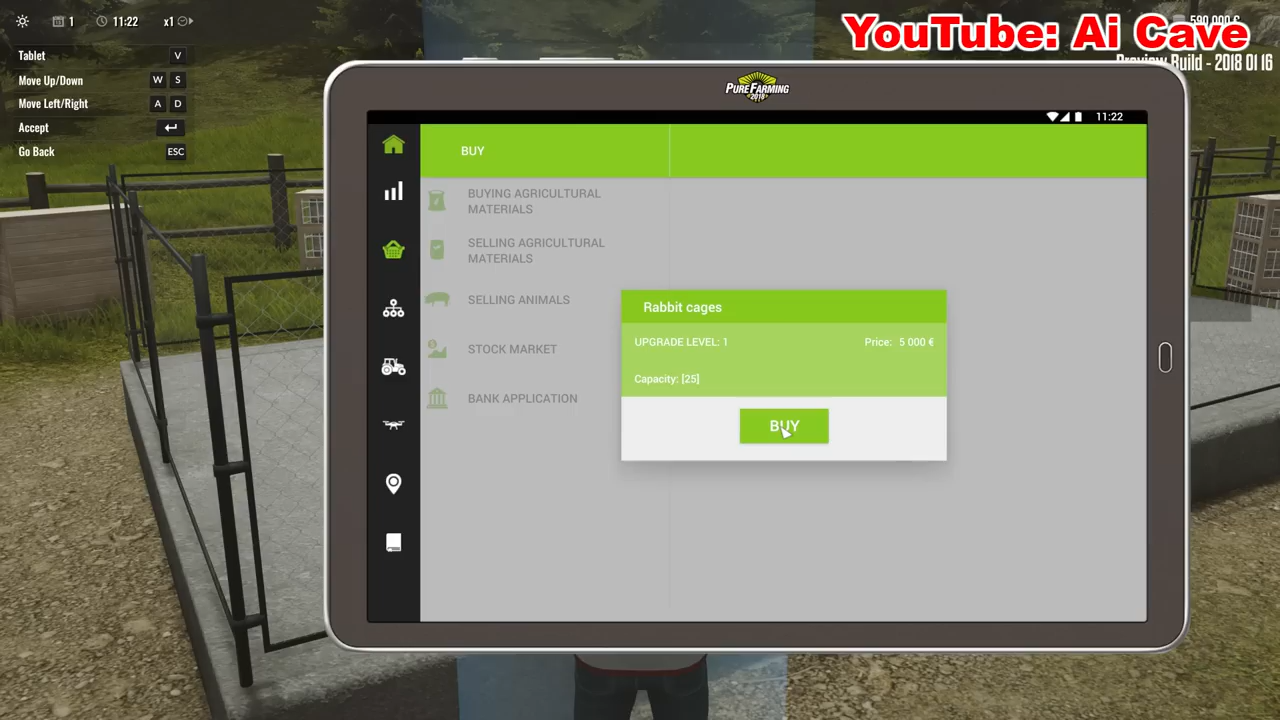 1 11:22 x1
590 000 €
YouTube: Ai Cave
Preview Build - 2018 01 16
Tablet V
Move Up/Down W S
Move Left/Right A D
Accept
Go Back ESC
PURE FARMING
2018
11:22
BUY
BUYING AGRICULTURAL
MATERIALS
SELLING AGRICULTURAL
MATERIALS
SELLING ANIMALS
STOCK MARKET
BANK APPLICATION
Rabbit cages
UPGRADE LEVEL: 1 Price: 5 000 €
Capacity: [25]
BUY